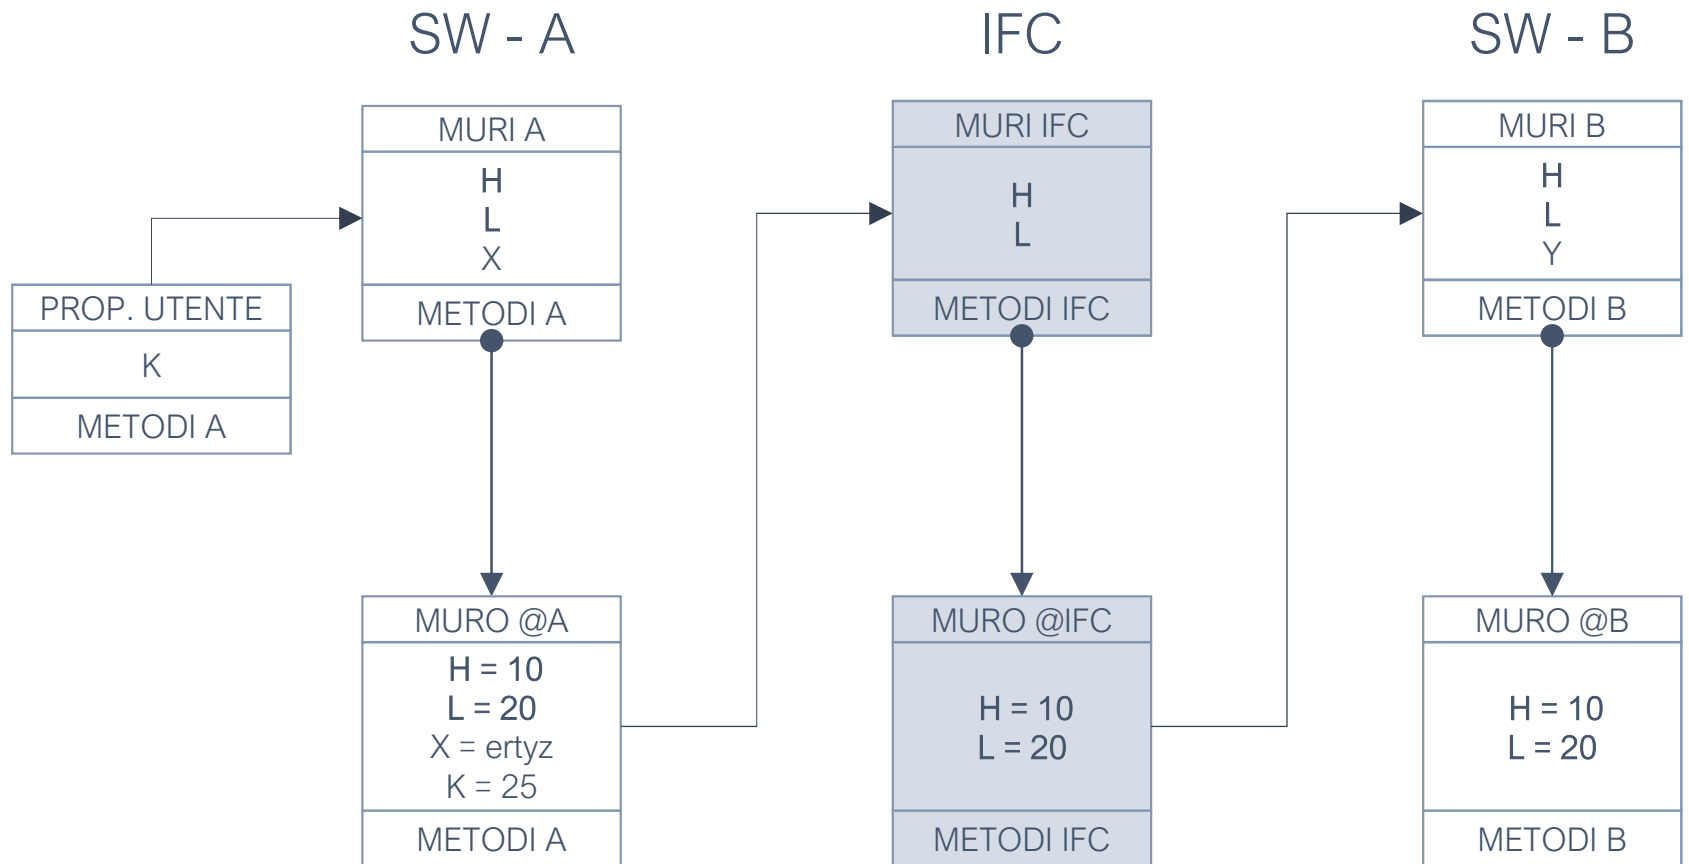 SW - A
IFC
SW - B
PROP. UTENTE
K
METODI A
MURI A
H
L
X
METODI A
MURI IFC
H
L
METODI IFC
MURI B
H
L
Y
METODI B
MURO @A
H = 10
L = 20
X = ertyz
K = 25
METODI A
MURO @IFC
H = 10
L = 20
METODI IFC
MURO @B
H = 10
L = 20
METODI B